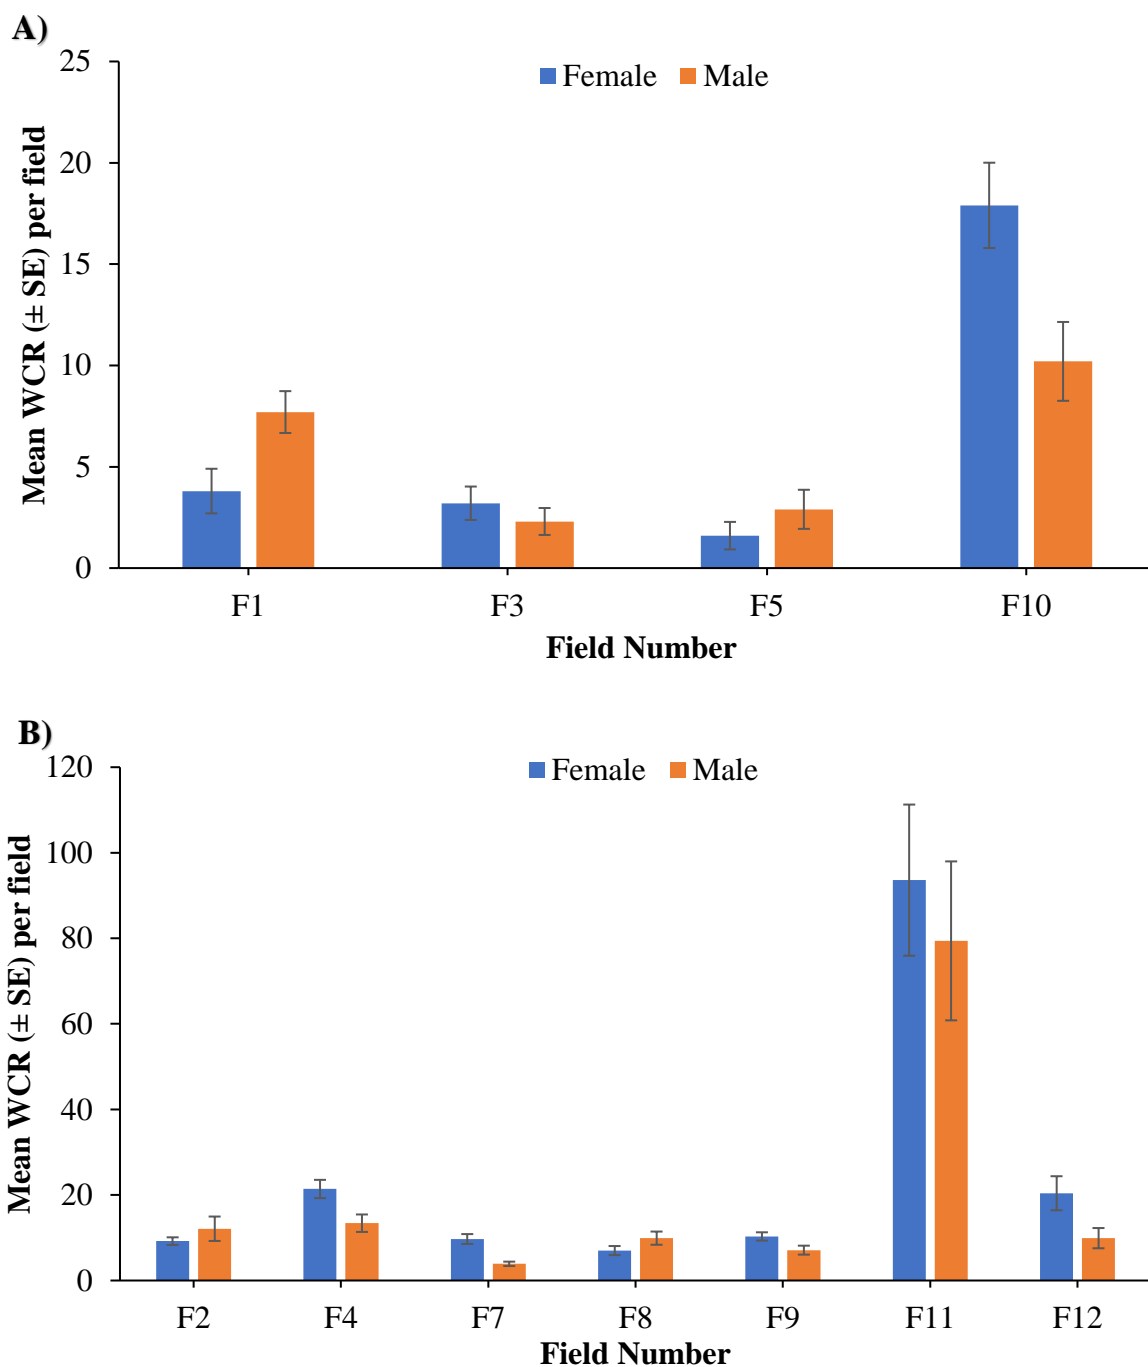 A)
Female Male
25
20
15
10
5
0
Mean WCR (± SE) per field
F1 F3 F5 F10
Field Number
B)
Female Male
120
100
80
60
40
20
0
Mean WCR (± SE) per field
F2 F4 F7 F8 F9 F11 F12
Field Number